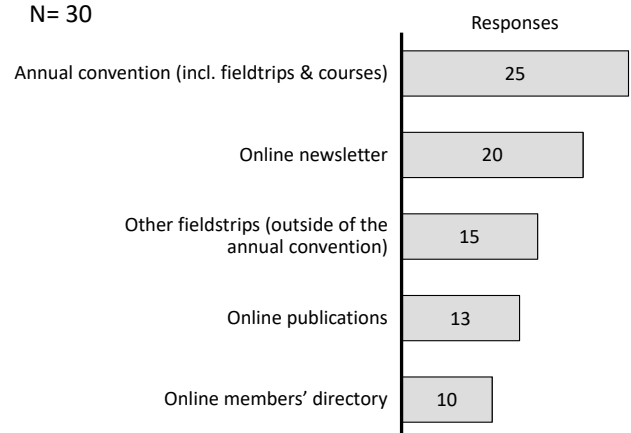 N= 30
Responses
Annual convention (incl. fieldtrips & courses)
25
Online newsletter
20
Other fieldstrips (outside of the
annual convention)
15
Online publications
13
Online members’ directory
10